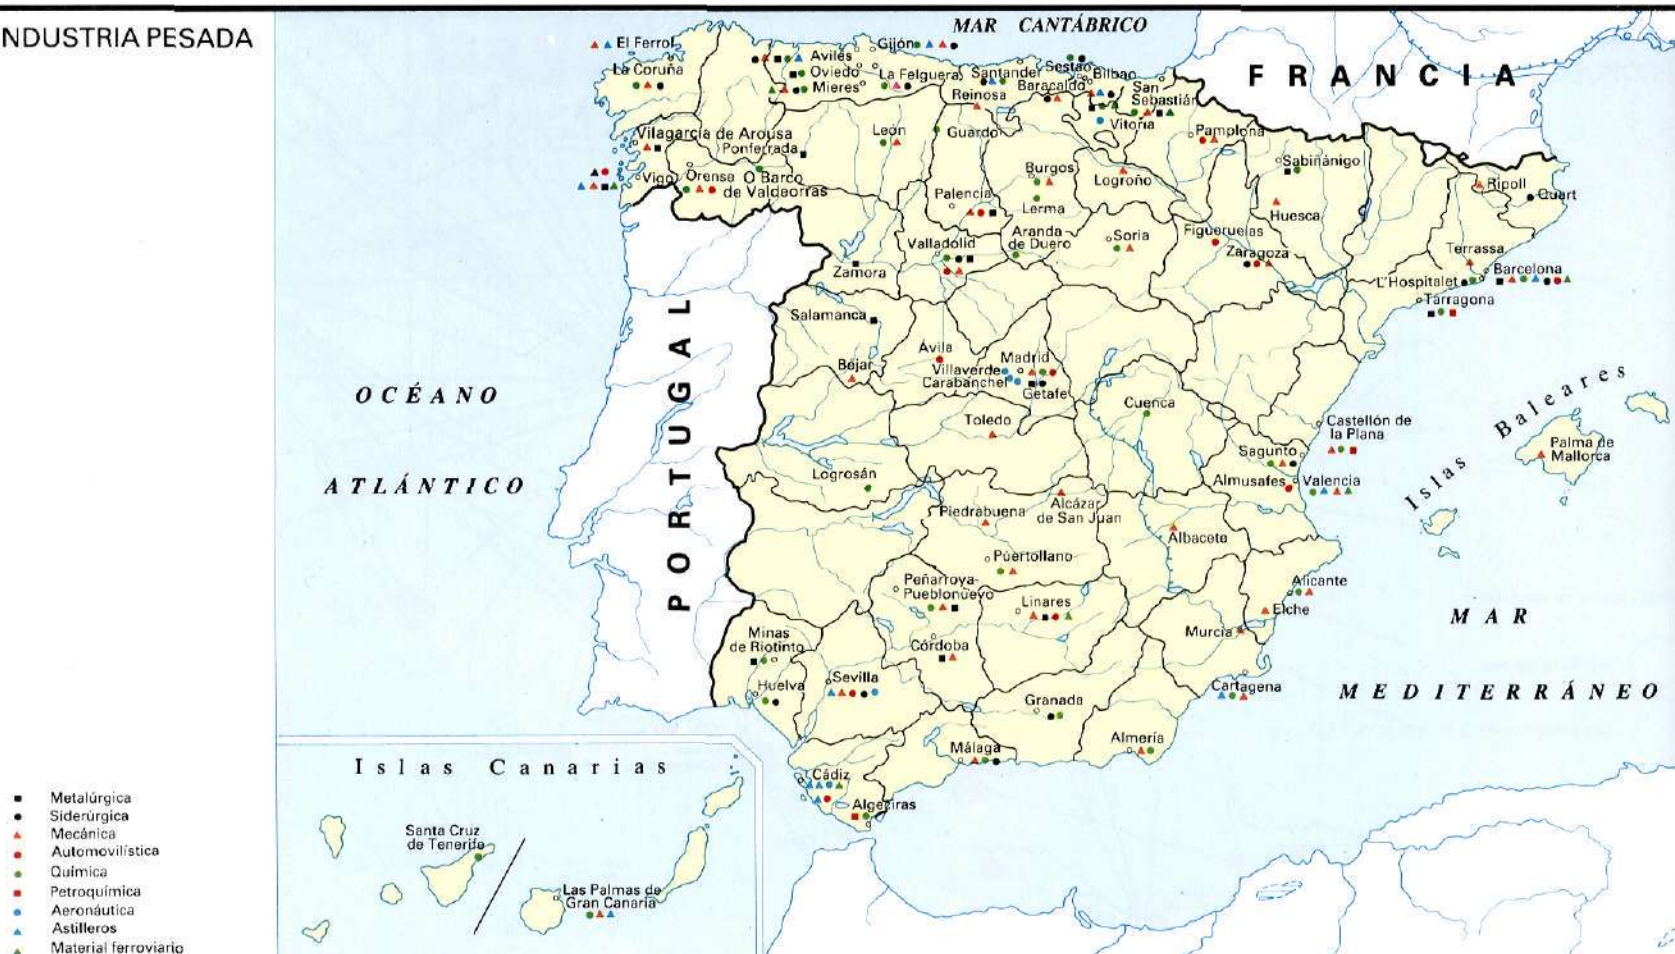 NDUSTRIA PESADA
MAR CANTÁBRICO
FRANCIA
El Ferrol
La Coruña
Avilés
Oviedo
Mieres
Gijón
La Felguera
Santander
Sestao
Bilbao
Baracaldo
Reinosa
San
Sebastián
Vitoria
Pamplona
Vilagarcía de Arousa
Ponferrada
León
Guardo
Vigo
Orense
O Barco
de Valdeorras
Burgos
Logroño
Sabiñánigo
Ripoll
Quart
Palencia
Lerma
Huesca
Valladolid
Aranda
de Duero
Soria
Figueruelas
Zaragoza
Terrassa
Barcelona
L'Hospitalet
Tarragona
Zamora
Salamanca
Béjar
Avila
Madrid
Villaverde
Carabanchel
Getafe
PORTUGAL
OCÉANO
ATLÁNTICO
Cuenca
Toledo
Castellón de
la Plana
Sagunto
Almusafes
Valencia
Islas Baleares
Palma de
Mallorca
Logrosán
Piedrabuena
Alcázar
de San Juan
Albacete
Puertollano
Peñarroya-
Pueblonuevo
Linares
Alicante
Elche
Murcia
MAR
MEDITERRÁNEO
Minas
de Riotinto
Córdoba
Huelva
Sevilla
Cartagena
Granada
Málaga
Almería
Cádiz
Algeciras
Islas Canarias
Santa Cruz
de Tenerife
Las Palmas de
Gran Canaria
Metalúrgica
Siderúrgica
Mecánica
Automovilística
Química
Petroquímica
Aeronáutica
Astilleros
Material ferroviario